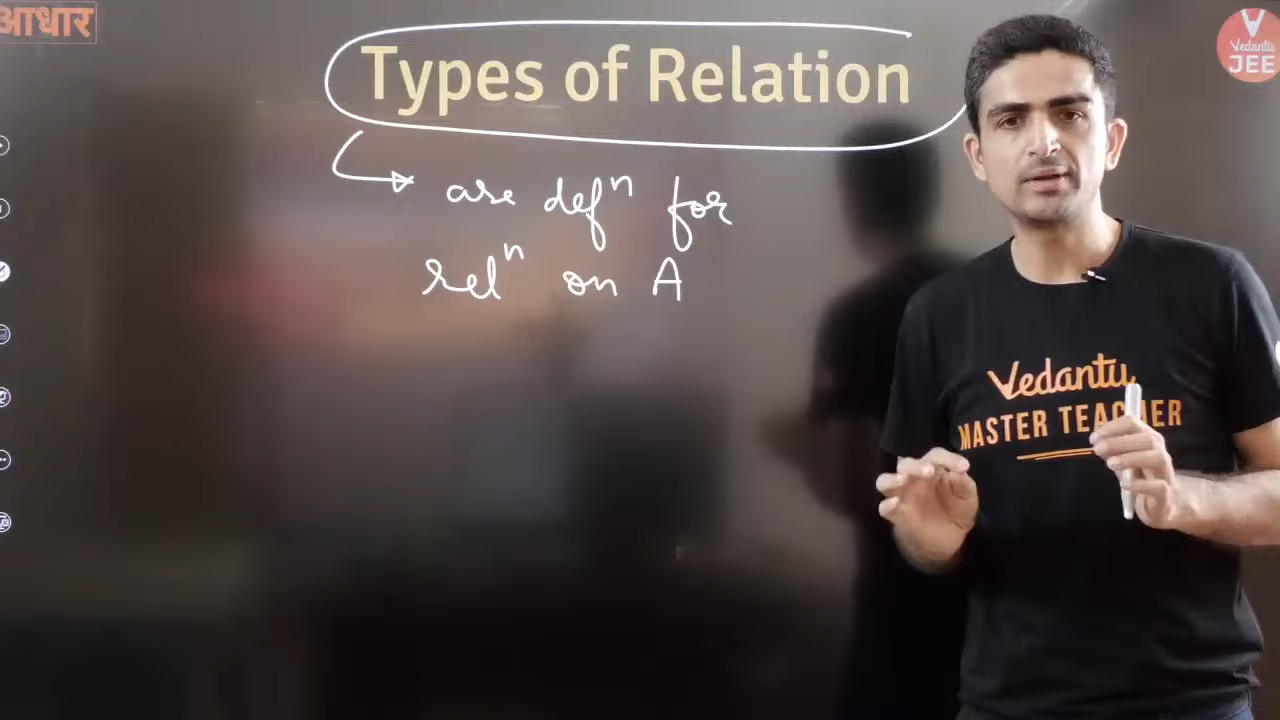 आधार
Types of Relation
Vedantu
JEE
are defⁿ for
relⁿ on A
Vedantu
MASTER TEACHER